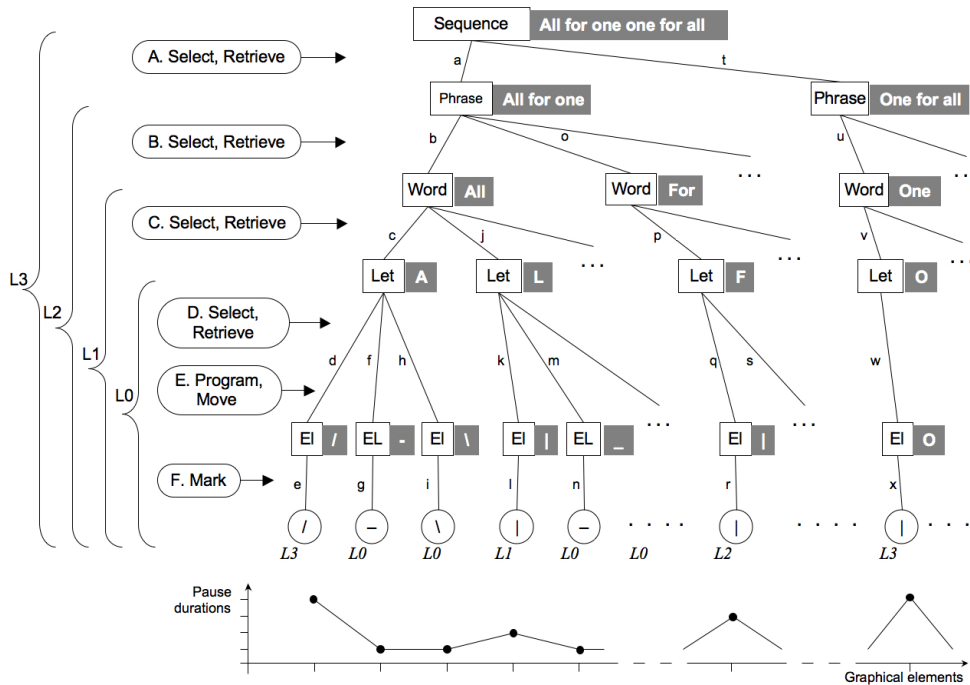 Sequence All for one one for all
A. Select, Retrieve
a t
Phrase All for one Phrase One for all
B. Select, Retrieve
b o u
... ...
Word All Word For Word One
C. Select, Retrieve
c j p v
... ... ...
L3
Let A Let L Let F Let O
L2
D. Select,
Retrieve
L1
d f h k m q s w
E. Program,
Move
L0
... ...
El / EL - El \ El | EL _ El | El O
F. Mark
e g i l n r x
/ – \ | – . . . . | . . . . | . . .
L3 L0 L0 L1 L0 L0 L2 L3
Pause
durations
Graphical elements